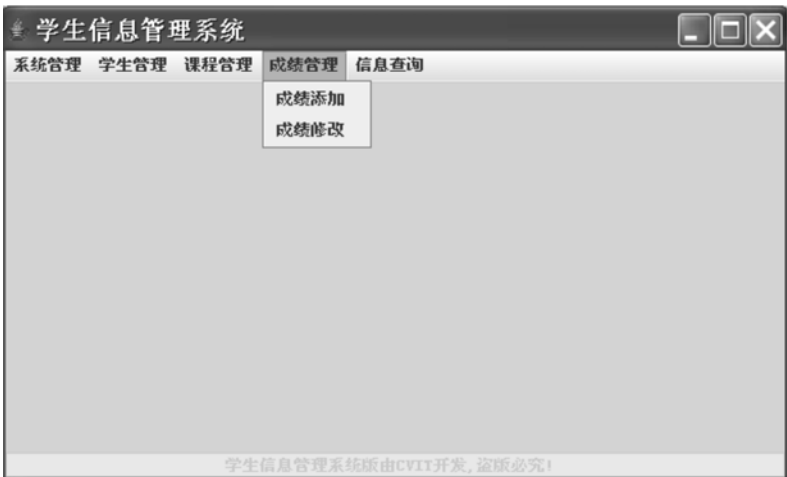 学生信息管理系统
系统管理 学生管理 课程管理 成绩管理 信息查询
成绩添加
成绩修改
学生信息管理系统版由CVIT开发,盗版必究!